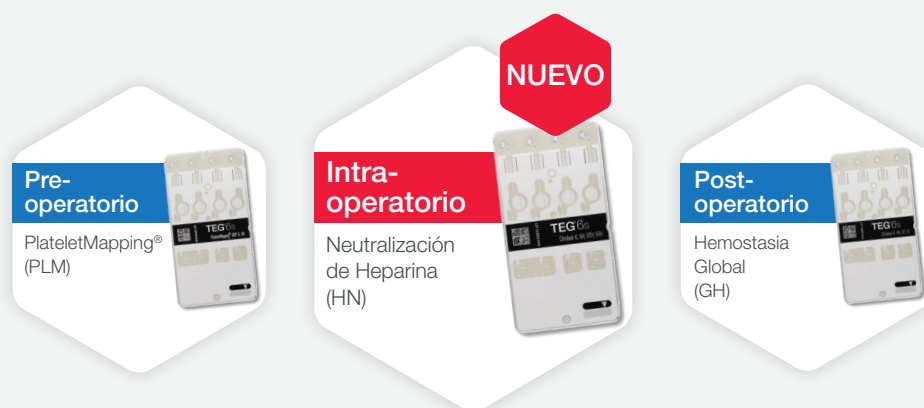 NUEVO
Pre-
operatorio
PlateletMapping®
(PLM)
TEG®6s
Intra-
operatorio
Neutralización
de Heparina
(HN)
TEG®6s
Post-
operatorio
Hemostasia
Global
(GH)
TEG®6s